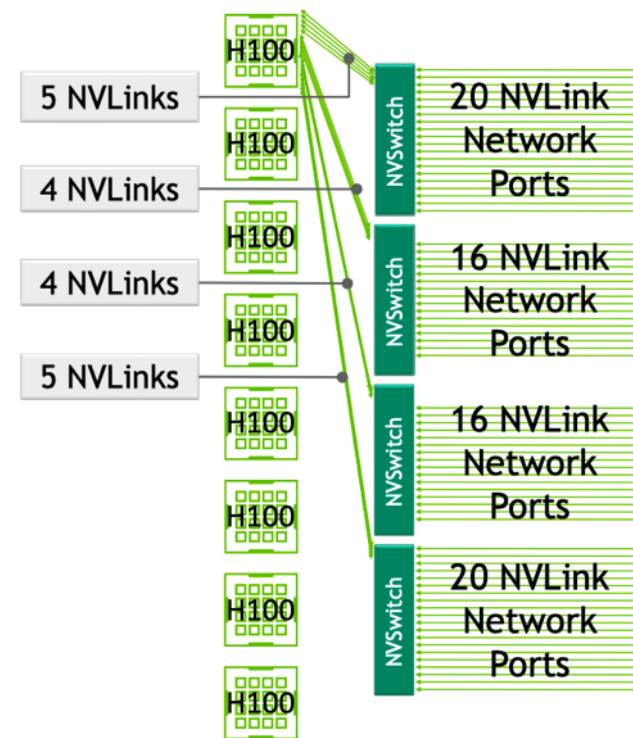 H100
5 NVLinks
NVSwitch
20 NVLink
Network
Ports
H100
4 NVLinks
H100
NVSwitch
16 NVLink
Network
Ports
4 NVLinks
H100
5 NVLinks
H100
NVSwitch
16 NVLink
Network
Ports
H100
H100
NVSwitch
20 NVLink
Network
Ports
H100